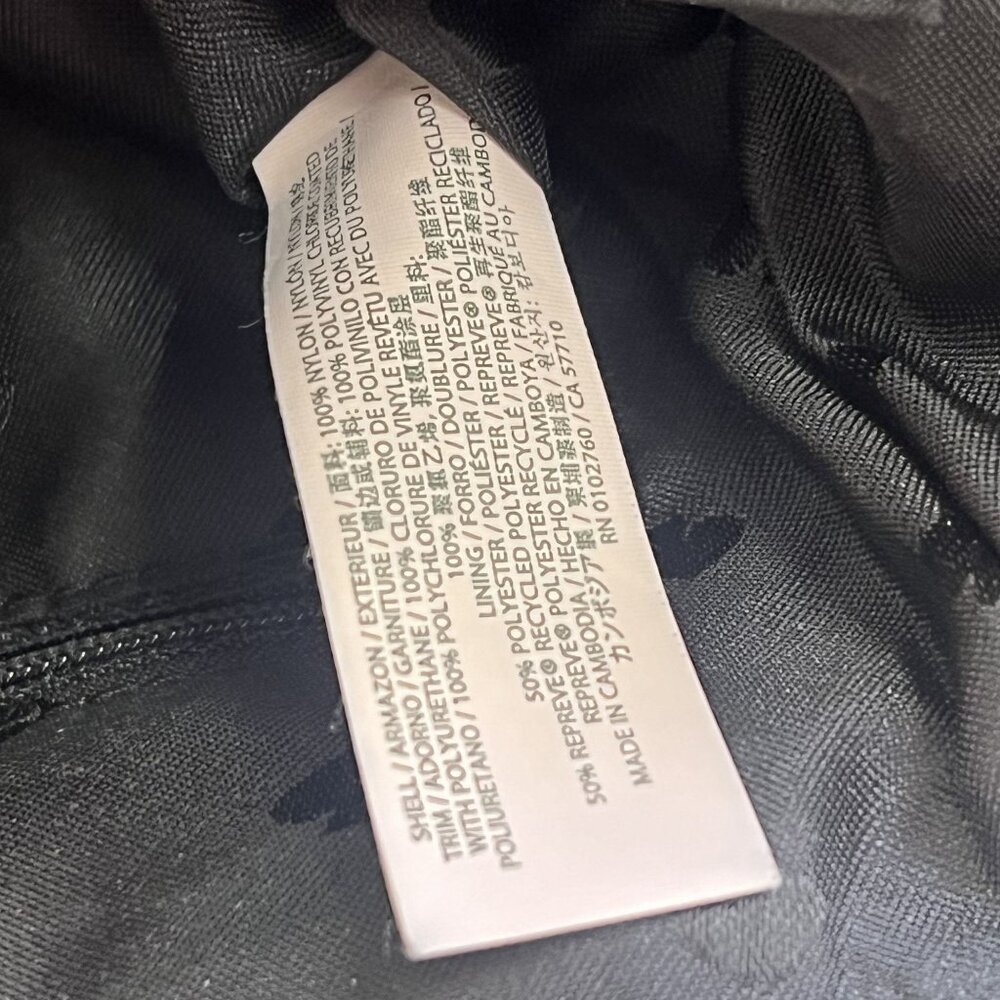 SHELL / ARMAZON / EXTERIEUR / 面料: 100% NYLON / NYLÓN / NYLON /
TRIM / ADORNO / GARNITURE / 镶边或辅料: 100% POLYVINYL CHLORIDE COATED
WITH POLYURETHANE / 100% CLORURO DE POLIVINILO CON RECUBRIMIENTO DE
POLIURETANO / 100% POLYCHLORURE DE VINYLE REVÊTU AVEC DU POLYURÉTHANE /
100% 聚氯乙烯, 聚氨酯涂层
LINING / FORRO / DOUBLURE / 里料:
50% POLYESTER / POLIÉSTER / POLYESTER / 聚酯纤维
50% REPREVE® RECYCLED POLYESTER / REPREVE® POLIÉSTER RECICLADO /
REPREVE® POLYESTER RECYCLÉ / REPREVE® 再生聚酯纤维
MADE IN CAMBODIA / HECHO EN CAMBOYA / FABRIQUÉ AU CAMBOD
カンボジア製 / 柬埔寨制造 / 원산지: 캄보디아
RN 0102760 / CA 57710